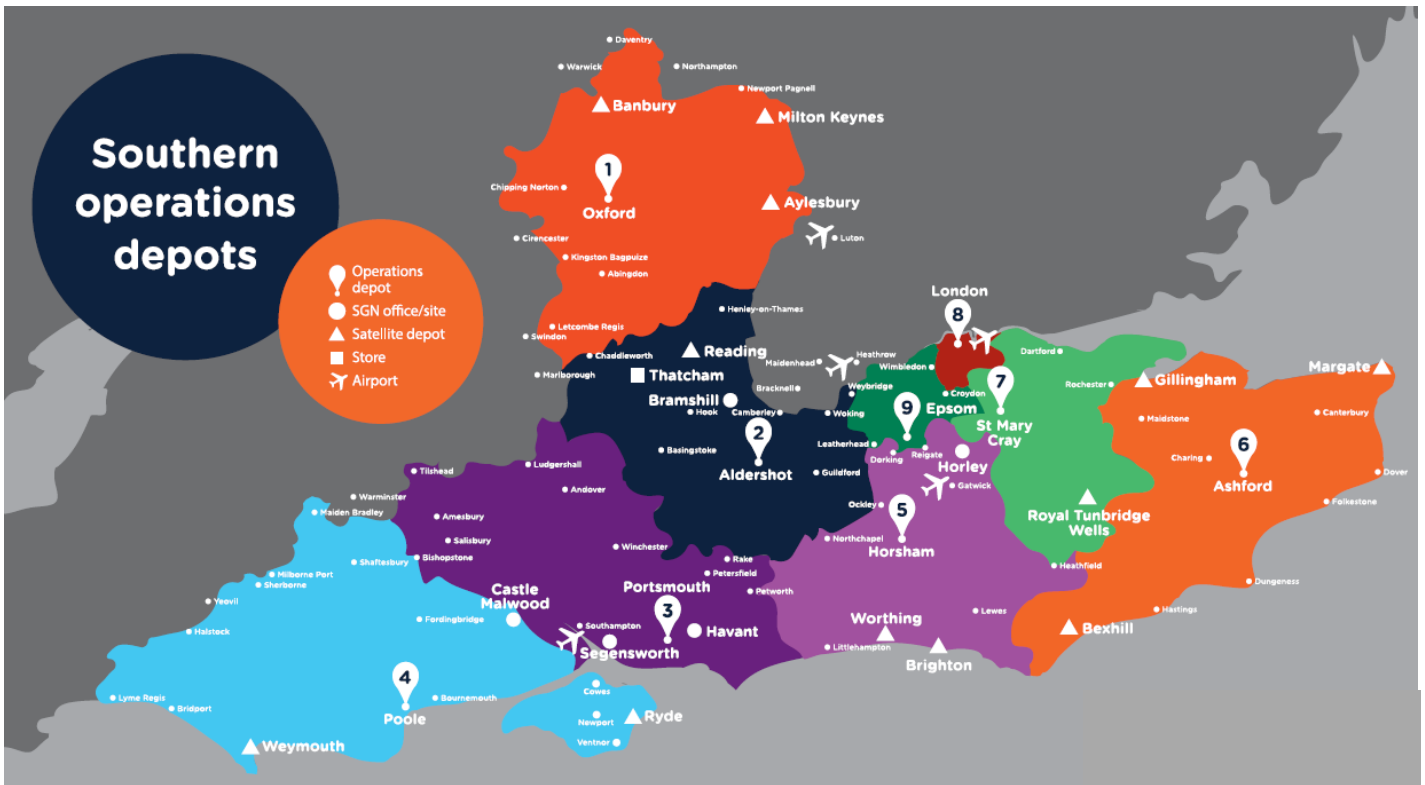 Southern
operations
depots
Operations
depot
SGN office/site
Satellite depot
Store
Airport
Daventry
Warwick
Northampton
Newport Pagnell
Banbury
Milton Keynes
1
Chipping Norton
Oxford
Aylesbury
Cirencester
Luton
Kingston Bagpuize
Abingdon
Henley-on-Thames
London
8
Letcombe Regis
Swindon
Chaddleworth
Reading
Maidenhead
Heathrow
Wimbledon
Dartford
Marlborough
Thatcham
Bracknell
Weybridge
Croydon
7
Rochester
Gillingham
Margate
Bramshill
Hook
Camberley
Woking
9
Epsom
St Mary
Cray
Maidstone
Canterbury
2
Basingstoke
Leatherhead
Dorking
Reigate
Horley
6
Charing
Tilshead
Ludgershall
Aldershot
Guildford
Gatwick
Ashford
Dover
Andover
Warminster
Maiden Bradley
Ockley
5
Folkestone
Amesbury
Royal Tunbridge
Wells
Salisbury
Winchester
Northchapel
Horsham
Shaftesbury
Bishopstone
Rake
Petersfield
Heathfield
Milborne Port
Sherborne
Castle
Malwood
Portsmouth
3
Petworth
Dungeness
Yeovil
Halstock
Fordingbridge
Southampton
Segensworth
Havant
Worthing
Lewes
Hastings
Bexhill
Littlehampton
Brighton
4
Lyme Regis
Bridport
Bournemouth
Poole
Cowes
Newport
Ryde
Weymouth
Ventnor